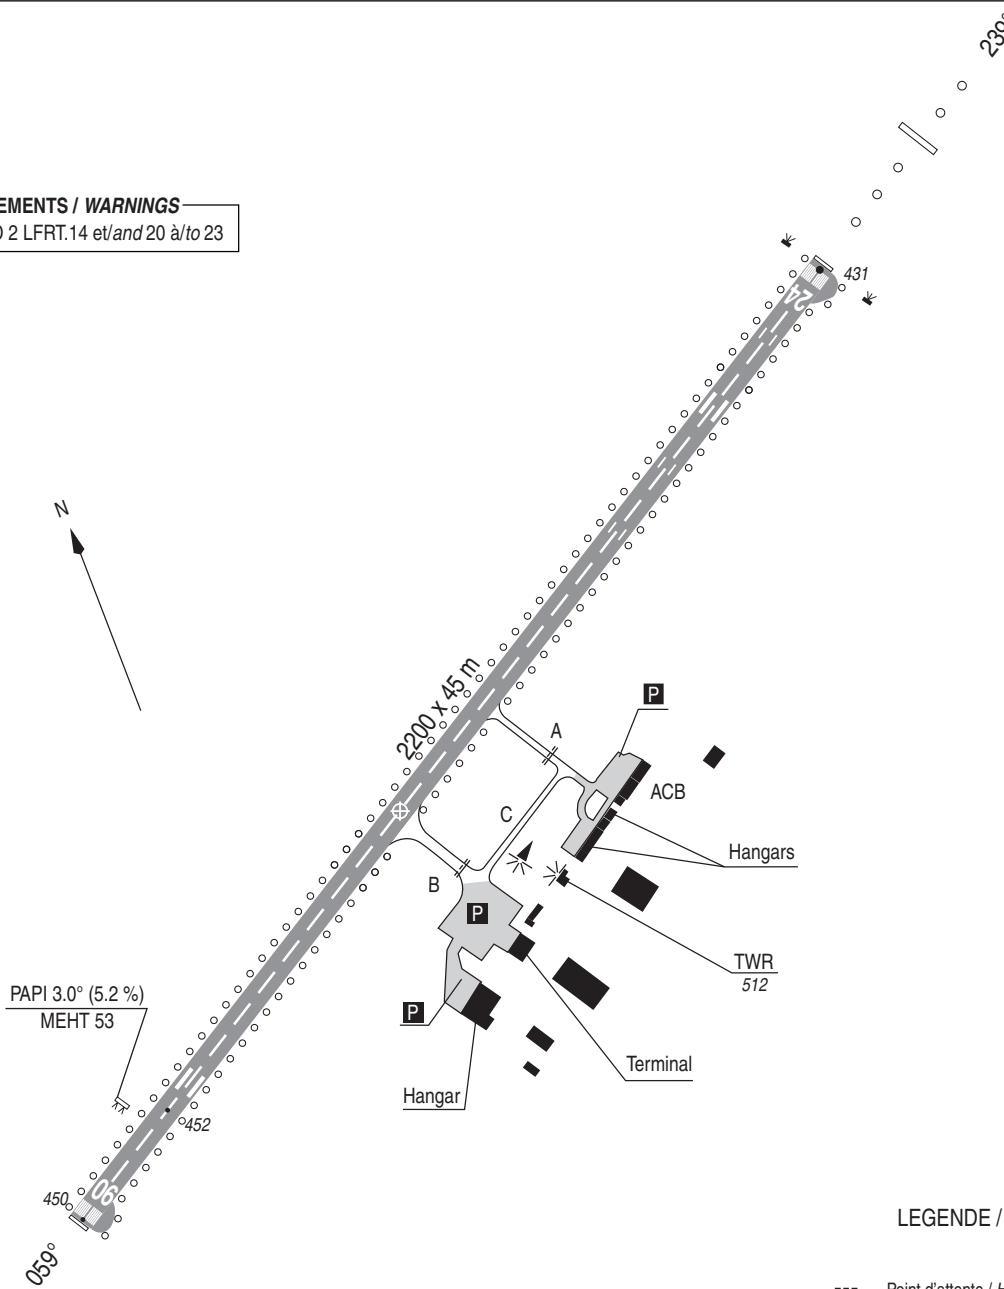 239°
EMENTS / WARNINGS
2 LFRT.14 et/and 20 à/to 23
431
24
N
2200 x 45 m
P
A
ACB
C
Hangars
B
P
TWR
512
PAPI 3.0° (5.2 %)
MEHT 53
P
Terminal
Hangar
452
06
450
059°
LEGENDE /
Point d'attente /